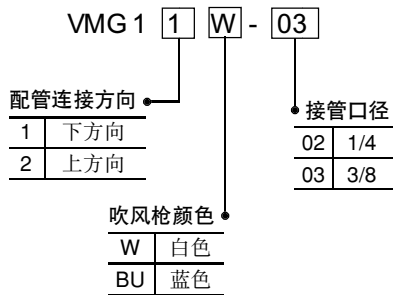 VMG 1 1 W - 03
配管连接方向
1 下方向
2 上方向
接管口径
02 1/4
03 3/8
吹风枪颜色
W 白色
BU 蓝色